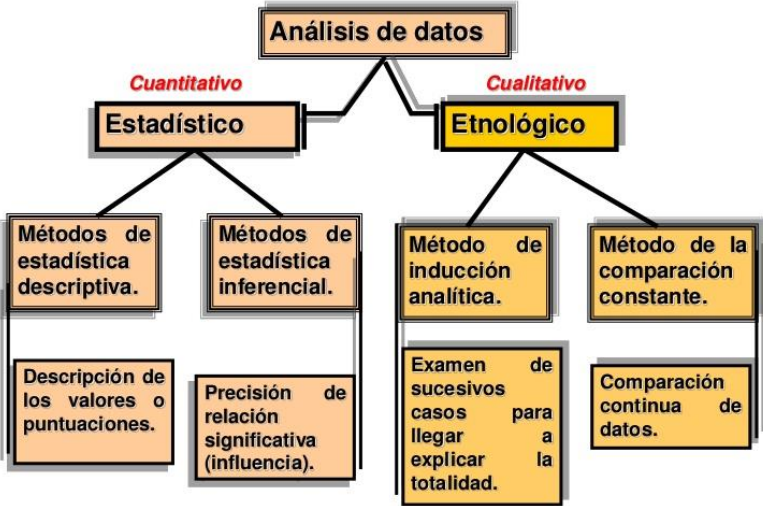 Análisis de datos
Cuantitativo
Cualitativo
Estadístico
Etnológico
Métodos de
estadística
descriptiva.
Métodos de
estadística
inferencial.
Método de
inducción
analítica.
Método de la
comparación
constante.
Descripción de
los valores o
puntuaciones.
Precisión de
relación
significativa
(influencia).
Examen de
sucesivos
casos para
llegar a
explicar la
totalidad.
Comparación
continua de
datos.